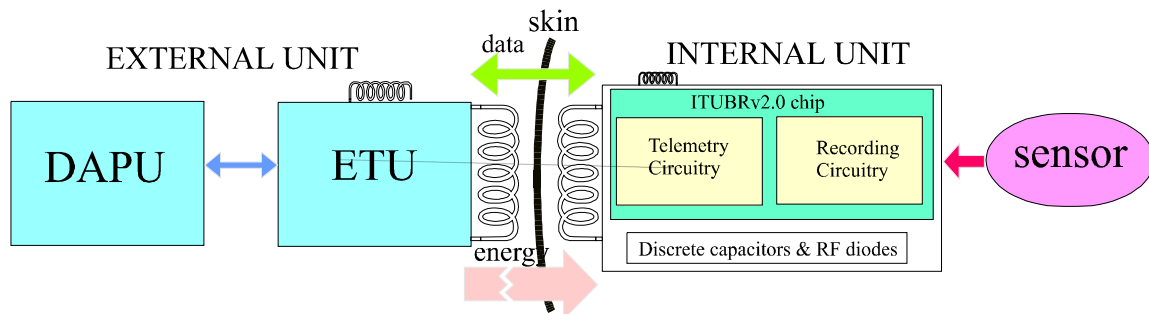 skin
data
EXTERNAL UNIT
INTERNAL UNIT
ITUBRv2.0 chip
DAPU
ETU
Telemetry
Circuitry
Recording
Circuitry
sensor
energy
Discrete capacitors & RF diodes